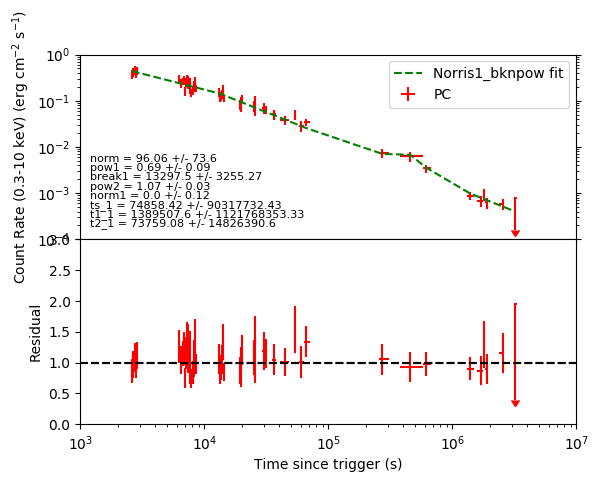 Count Rate (0.3-10 keV) (erg cm⁻² s⁻¹)
10⁰
10⁻¹
10⁻²
10⁻³
10⁻⁴
Norris1_bknpow fit
PC
norm = 96.06 +/- 73.6
pow1 = 0.69 +/- 0.09
break1 = 13297.5 +/- 3255.27
pow2 = 1.07 +/- 0.03
norm1 = 0.0 +/- 0.12
ts_1 = 74858.42 +/- 90317732.43
t1_1 = 1389507.6 +/- 1121768353.33
t2_1 = 73759.08 +/- 14826390.6
Residual
3.0
2.5
2.0
1.5
1.0
0.5
0.0
10³ 10⁴ 10⁵ 10⁶ 10⁷
Time since trigger (s)